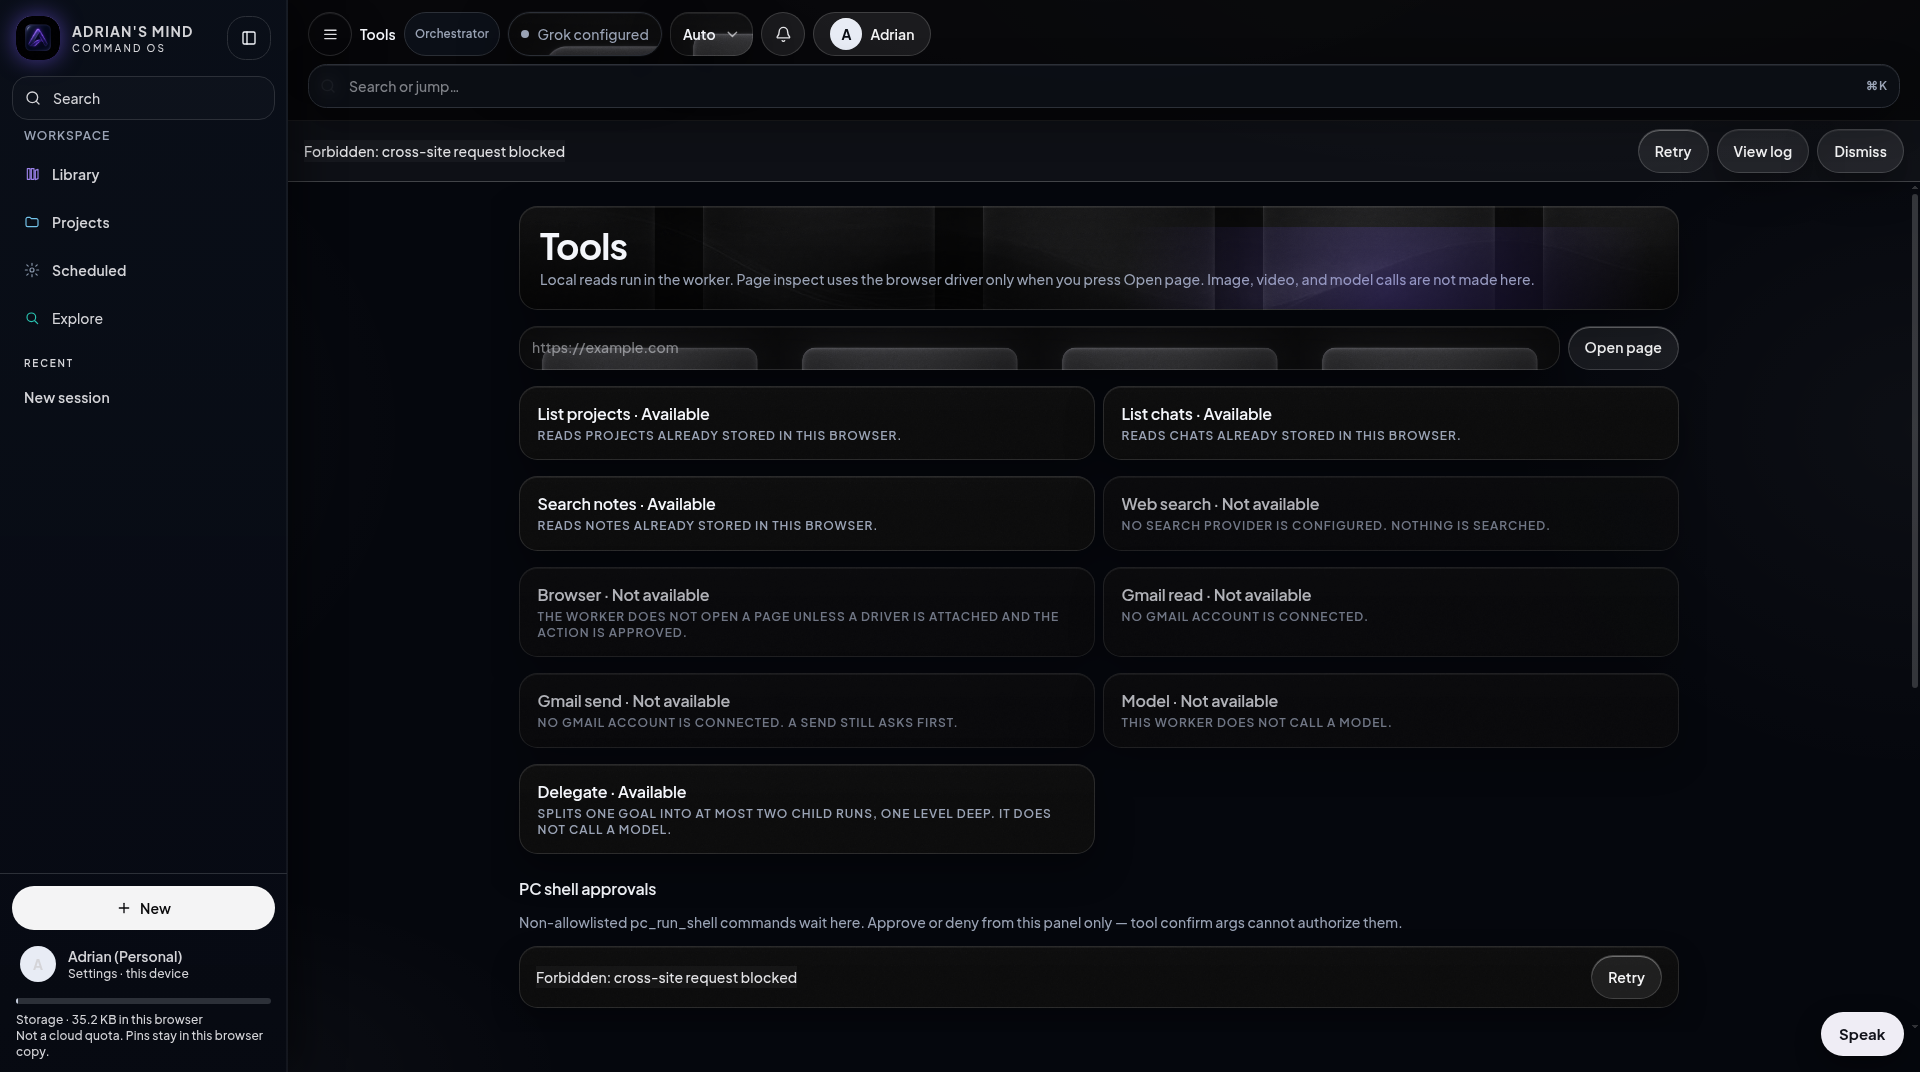 ADRIAN'S MIND
COMMAND OS
Search
WORKSPACE
Library
Projects
Scheduled
Explore
RECENT
New session
New
A
Adrian (Personal)
Settings · this device
Storage · 35.2 KB in this browser
Not a cloud quota. Pins stay in this browser
copy.
Tools
Orchestrator
Grok configured
Auto
A
Adrian
Search or jump…
⌘K
Forbidden: cross-site request blocked
Retry
View log
Dismiss
Tools
Local reads run in the worker. Page inspect uses the browser driver only when you press Open page. Image, video, and model calls are not made here.
https://example.com
Open page
List projects · Available
READS PROJECTS ALREADY STORED IN THIS BROWSER.
List chats · Available
READS CHATS ALREADY STORED IN THIS BROWSER.
Search notes · Available
READS NOTES ALREADY STORED IN THIS BROWSER.
Web search · Not available
NO SEARCH PROVIDER IS CONFIGURED. NOTHING IS SEARCHED.
Browser · Not available
THE WORKER DOES NOT OPEN A PAGE UNLESS A DRIVER IS ATTACHED AND THE
ACTION IS APPROVED.
Gmail read · Not available
NO GMAIL ACCOUNT IS CONNECTED.
Gmail send · Not available
NO GMAIL ACCOUNT IS CONNECTED. A SEND STILL ASKS FIRST.
Model · Not available
THIS WORKER DOES NOT CALL A MODEL.
Delegate · Available
SPLITS ONE GOAL INTO AT MOST TWO CHILD RUNS, ONE LEVEL DEEP. IT DOES
NOT CALL A MODEL.
PC shell approvals
Non-allowlisted pc_run_shell commands wait here. Approve or deny from this panel only — tool confirm args cannot authorize them.
Forbidden: cross-site request blocked
Retry
Speak